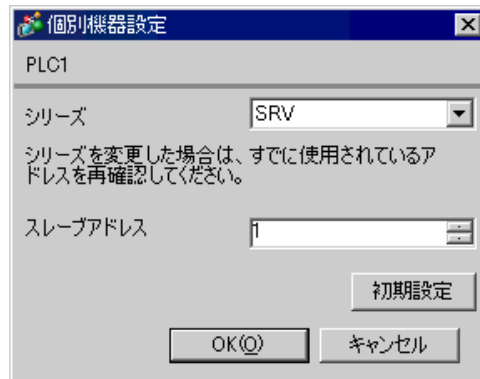 個別機器設定
PLC1
シリーズ
SRV
シリーズを変更した場合は、すでに使用されているア
ドレスを再確認してください。
スレーブアドレス
1
初期設定
OK(O)
キャンセル